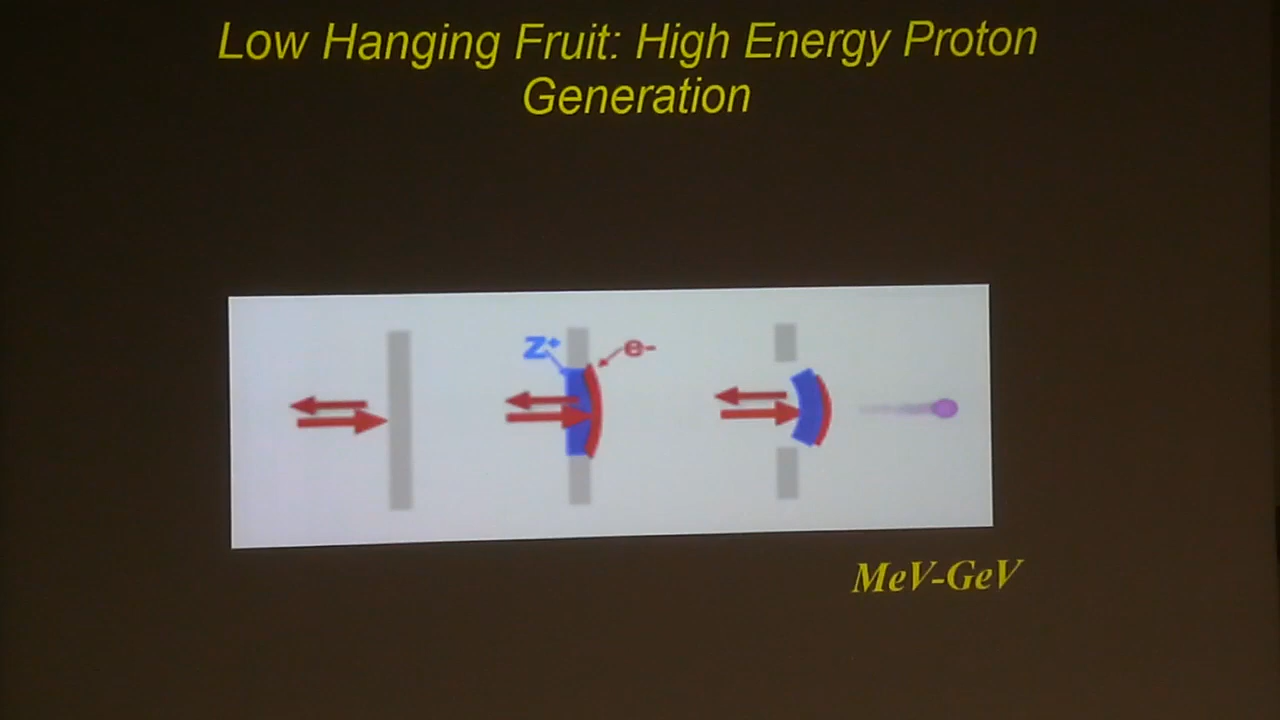 Low Hanging Fruit: High Energy Proton
Generation
Z+
e-
MeV-GeV